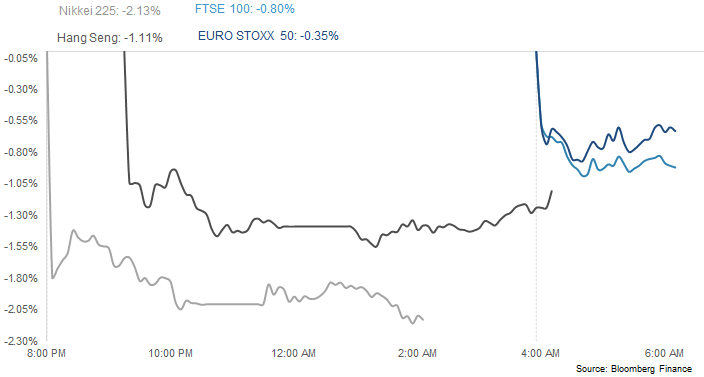 Nikkei 225: -2.13%
FTSE 100: -0.80%
Hang Seng: -1.11%
EURO STOXX 50: -0.35%
-0.05%
-0.30%
-0.55%
-0.80%
-1.05%
-1.30%
-1.55%
-1.80%
-2.05%
-2.30%
8:00 PM
10:00 PM
12:00 AM
2:00 AM
4:00 AM
6:00 AM
Source: Bloomberg Finance